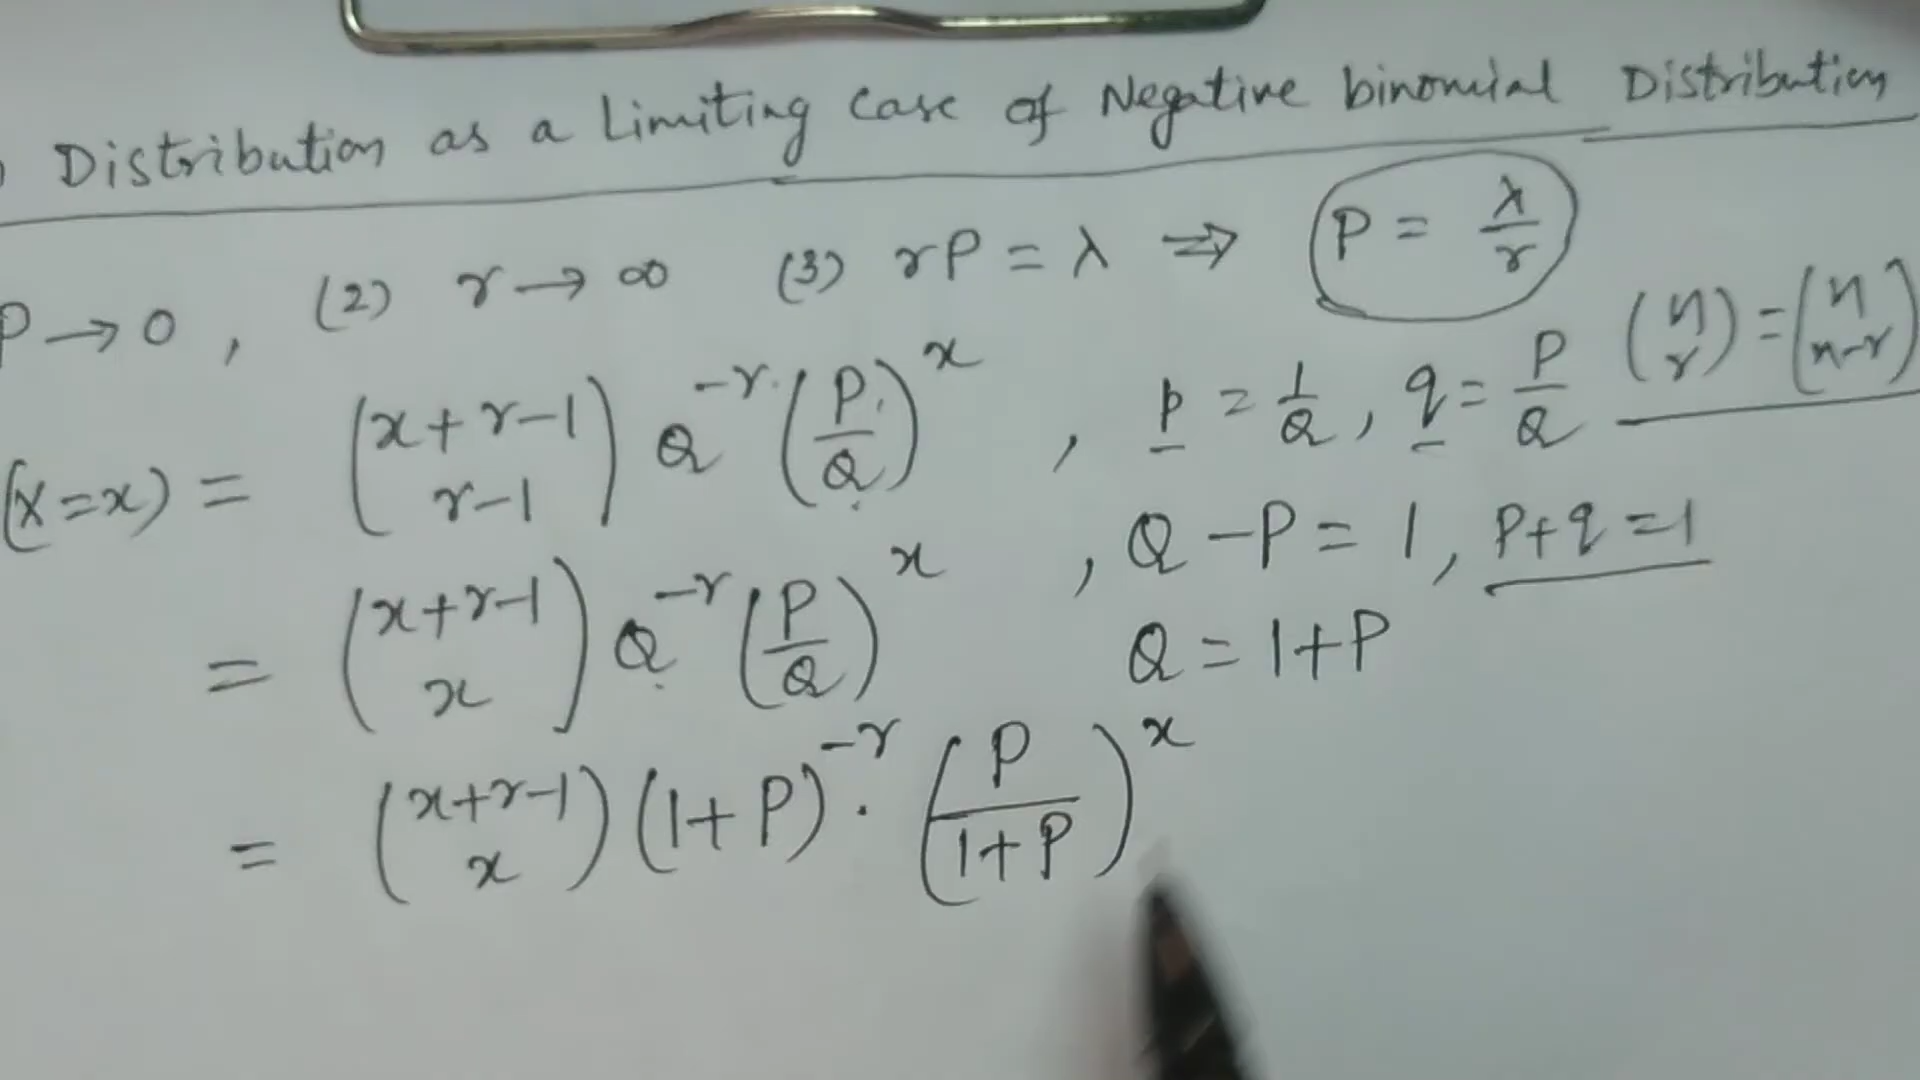 Distribution as a Limiting Case of Negative binomial Distribution
P → 0 , (2) r → ∞ (3) rP = λ ⇒ P = λ/r
(n r) = (n n-r)
(X=x) = (x+r-1 r-1) Q^-r (P/Q)^x , p = 1/Q , q = P/Q
= (x+r-1 x) Q^-r (P/Q)^x , Q - P = 1 , P+q = 1
Q = 1+P
= (x+r-1 x) (1+P)^-r . (P/1+P)^x